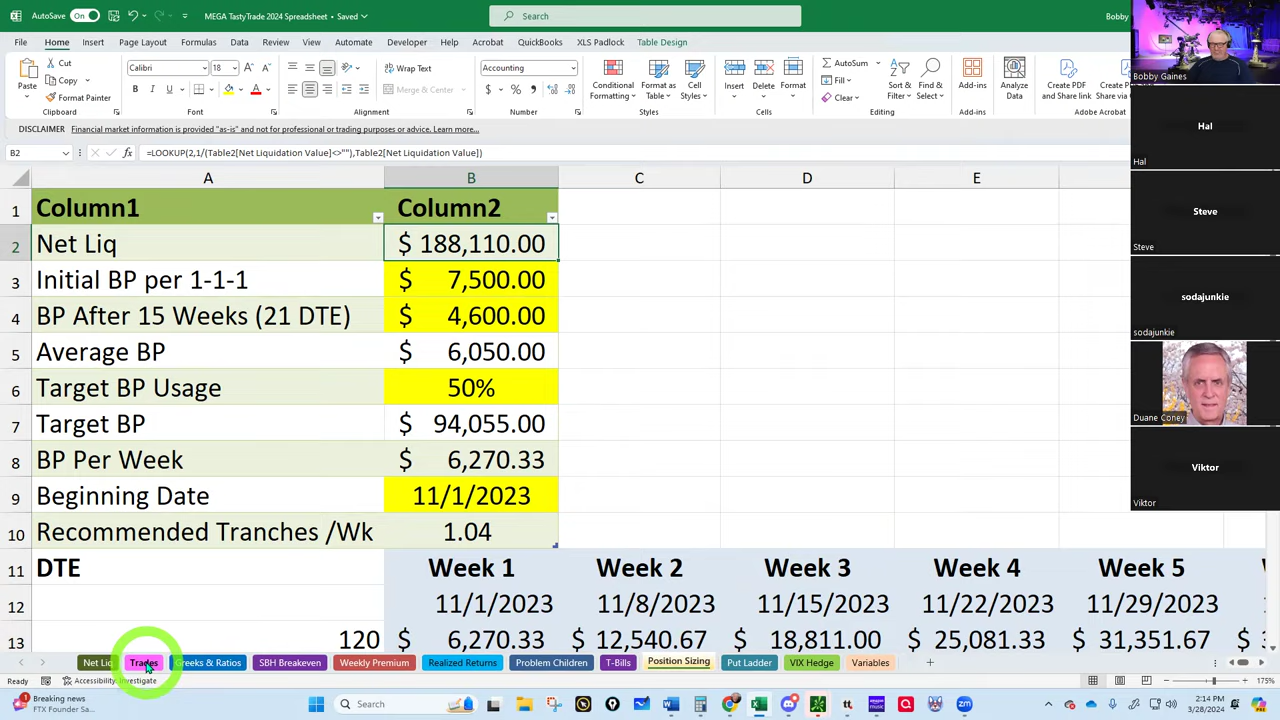 AutoSave On MEGA TastyTrade 2024 Spreadsheet • Saved Search Bobby
File Home Insert Page Layout Formulas Data Review View Automate Developer Help Acrobat QuickBooks XLS Padlock Table Design
Paste Cut Copy Format Painter
Calibri 18 Wrap Text Merge & Center Accounting
Conditional Formatting Format as Table Cell Styles Insert Delete Format
AutoSum Fill Clear Sort & Filter Find & Select Add-ins Analyze Data Create PDF and Share link Create PDF
Clipboard Font Alignment Number Styles Cells Editing Add-ins Adobe Acrobat
DISCLAIMER Financial market information is provided "as-is" and not for professional or trading purposes or advice. Learn more...
B2 fx =LOOKUP(2,1/(Table2[Net Liquidation Value]<>""),Table2[Net Liquidation Value])
A B C D E
1 Column1 Column2
2 Net Liq $ 188,110.00
3 Initial BP per 1-1-1 $ 7,500.00
4 BP After 15 Weeks (21 DTE) $ 4,600.00
5 Average BP $ 6,050.00
6 Target BP Usage 50%
7 Target BP $ 94,055.00
8 BP Per Week $ 6,270.33
9 Beginning Date 11/1/2023
10 Recommended Tranches /Wk 1.04
11 DTE Week 1 Week 2 Week 3 Week 4 Week 5
12 11/1/2023 11/8/2023 11/15/2023 11/22/2023 11/29/2023
13 120 $ 6,270.33 $ 12,540.67 $ 18,811.00 $ 25,081.33 $ 31,351.67
Net Liq Trades Greeks & Ratios SBH Breakeven Weekly Premium Realized Returns Problem Children T-Bills Position Sizing Put Ladder VIX Hedge Variables
Ready Accessibility: Investigate 175%
Breaking news
FTX Founder Sa...
Search
2:14 PM
3/28/2024
Bobby Gaines
Hal
Hal
Steve
Steve
sodajunkie
sodajunkie
Duane Coney
Viktor
Viktor